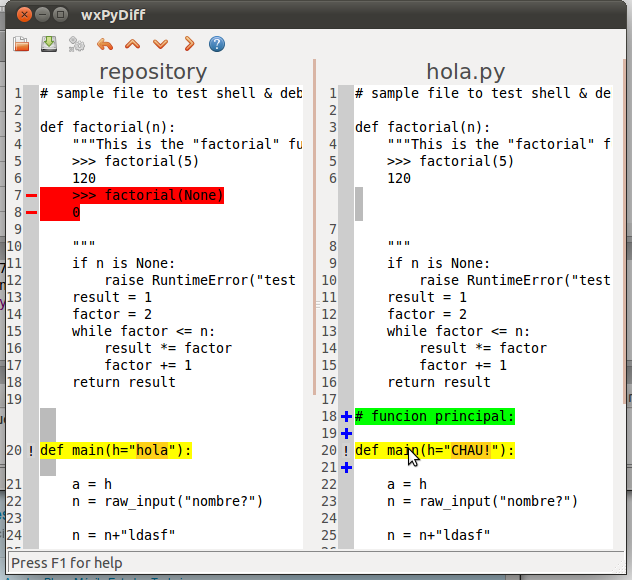 wxPyDiff
repository
1 # sample file to test shell & deb
2
3 def factorial(n):
4 """This is the "factorial" fu
5 >>> factorial(5)
6 120
7 − >>> factorial(None)
8 − 0
9
10 """
11 if n is None:
12 raise RuntimeError("test
13 result = 1
14 factor = 2
15 while factor <= n:
16 result *= factor
17 factor += 1
18 return result
19
20 ! def main(h="hola"):
21 a = h
22 n = raw_input("nombre?")
23
24 n = n+"ldasf"
hola.py
1 # sample file to test shell & de
2
3 def factorial(n):
4 """This is the "factorial" f
5 >>> factorial(5)
6 120
7
8 """
9 if n is None:
10 raise RuntimeError("test
11 result = 1
12 factor = 2
13 while factor <= n:
14 result *= factor
15 factor += 1
16 return result
17
18 + # funcion principal:
19 +
20 ! def main(h="CHAU!"):
21 +
22 a = h
23 n = raw_input("nombre?")
24
25 n = n+"ldasf"
Press F1 for help